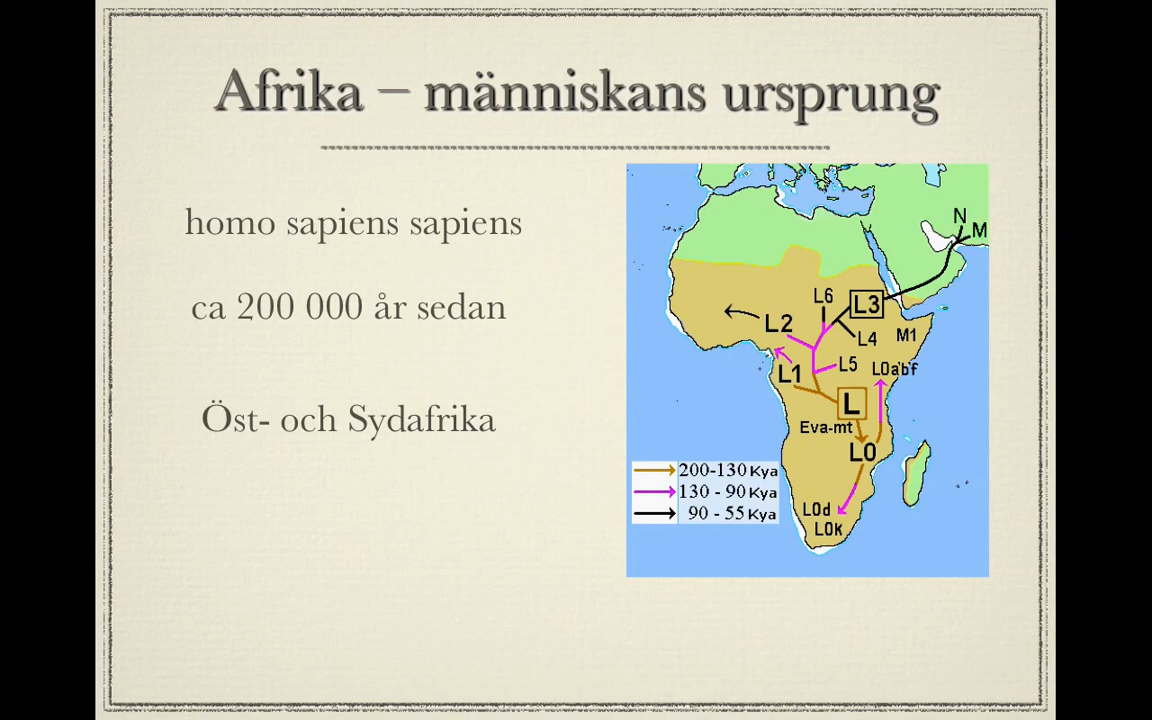 Afrika – människans ursprung
homo sapiens sapiens
ca 200 000 år sedan
Öst- och Sydafrika
N
M
L6
L3
L2
L4
M1
L5
L0a'b'f
L1
L
Eva-mt
L0
200-130 Kya
130 - 90 Kya
90 - 55 Kya
L0d
L0k